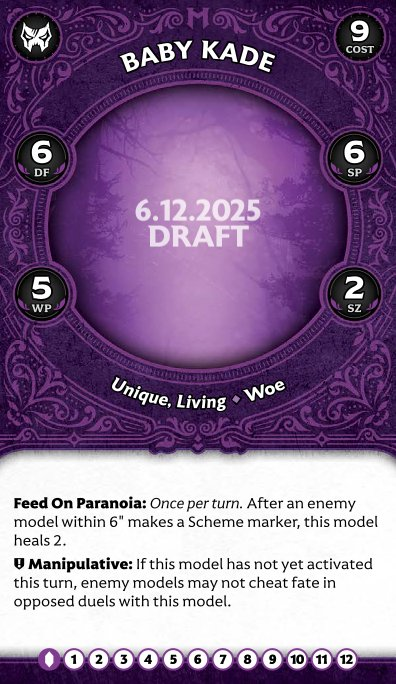 BABY KADE
9
COST
6
DF
6
SP
6.12.2025
DRAFT
5
WP
2
SZ
Unique, Living ◆ Woe
Feed On Paranoia: Once per turn. After an enemy
model within 6" makes a Scheme marker, this model
heals 2.
Manipulative: If this model has not yet activated
this turn, enemy models may not cheat fate in
opposed duels with this model.
1 2 3 4 5 6 7 8 9 10 11 12